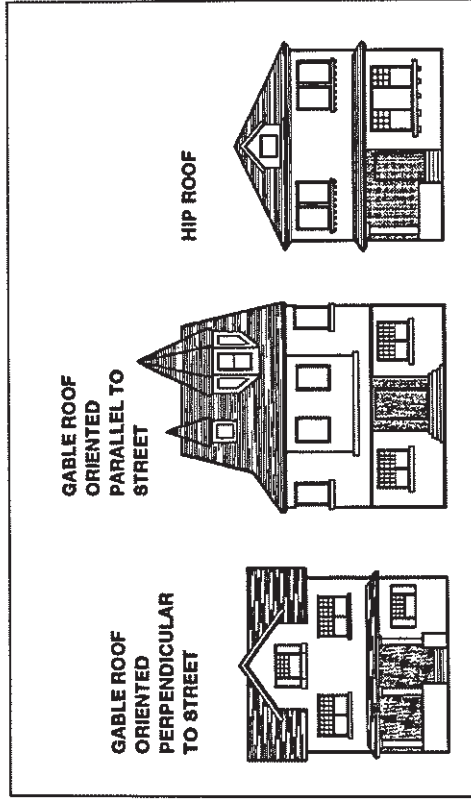 GABLE ROOF
ORIENTED
PERPENDICULAR
TO STREET
GABLE ROOF
ORIENTED
PARALLEL TO
STREET
HIP ROOF